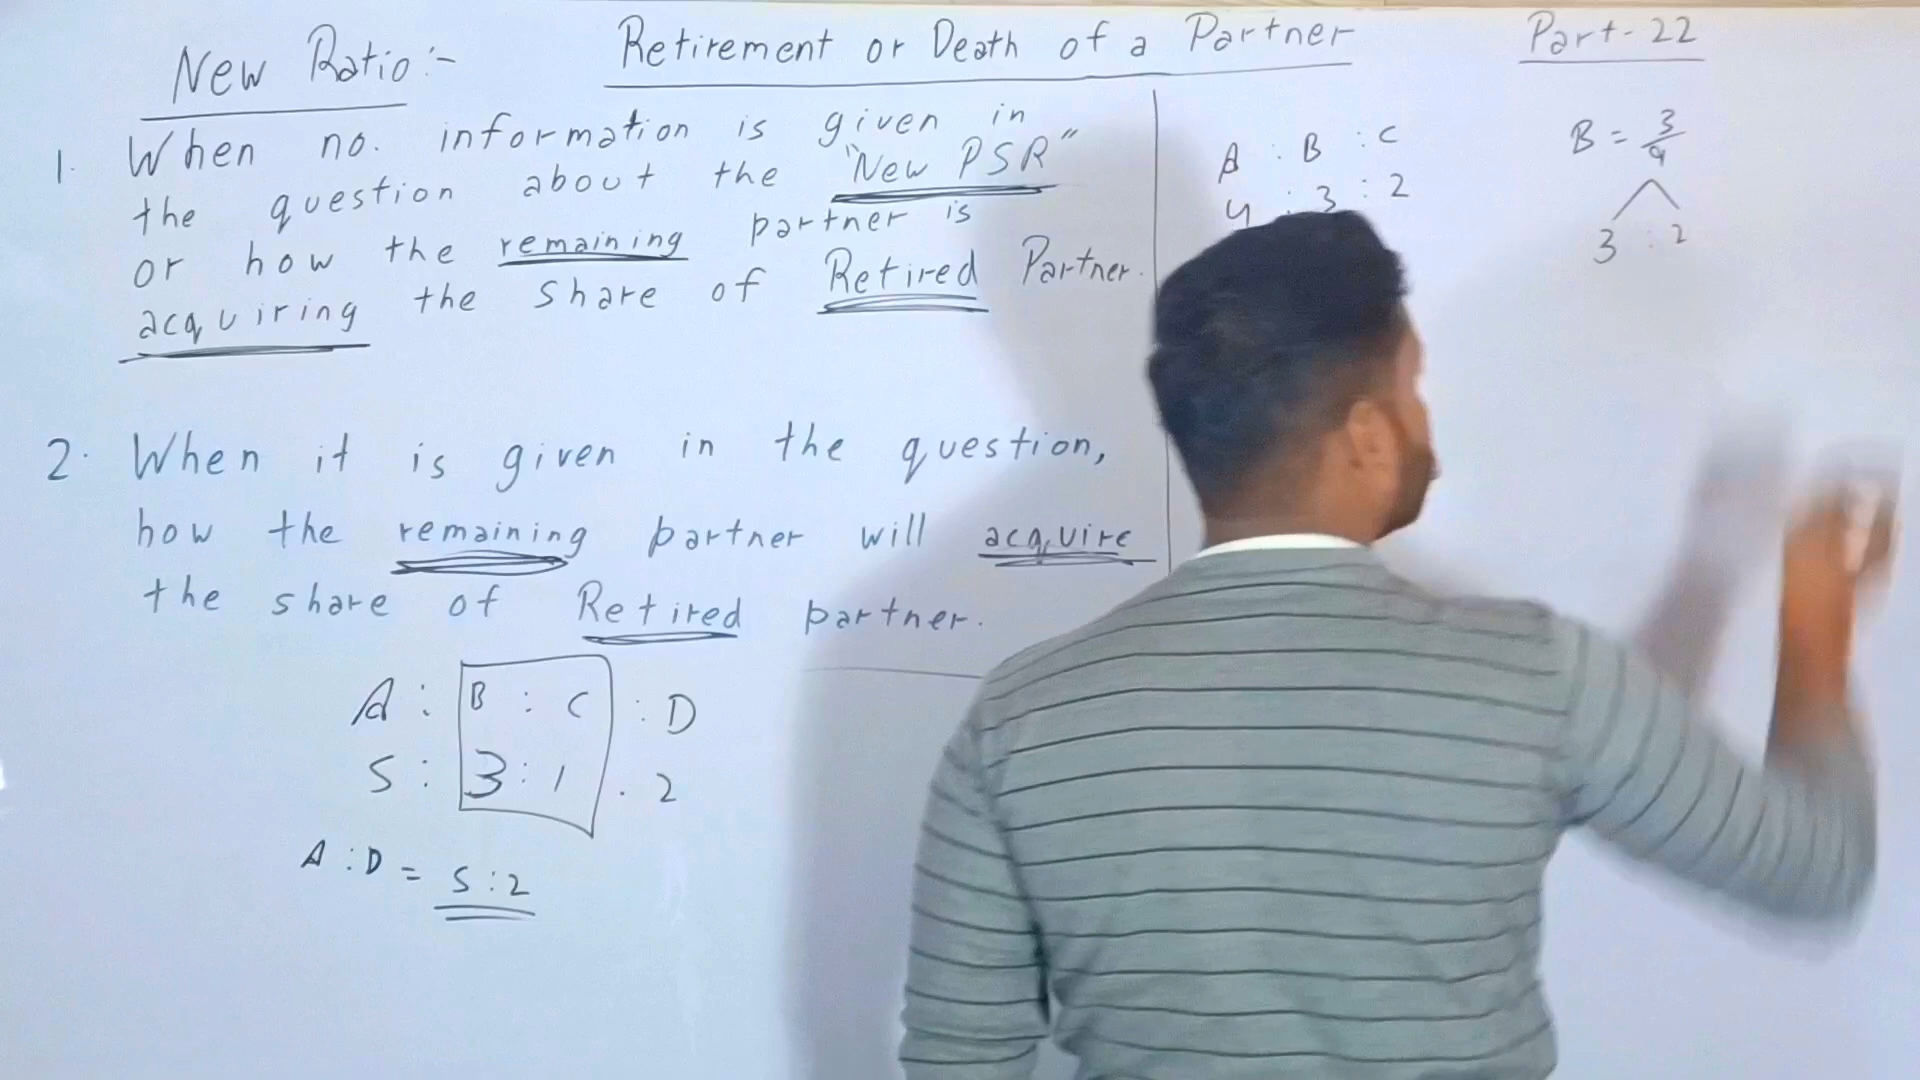 Retirement or Death of a Partner
Part-22
New Ratio :-
1. When no. information is given in
the question about the "New PSR"
or how the remaining partner is
acquiring the share of Retired Partner.
2. When it is given in the question,
how the remaining partner will acquire
the share of Retired partner.
A : B : C : D
5 : 3 : 1 . 2
A : D = 5 : 2
A : B : C
4 : 3 : 2
B = 3/9
3 : 2